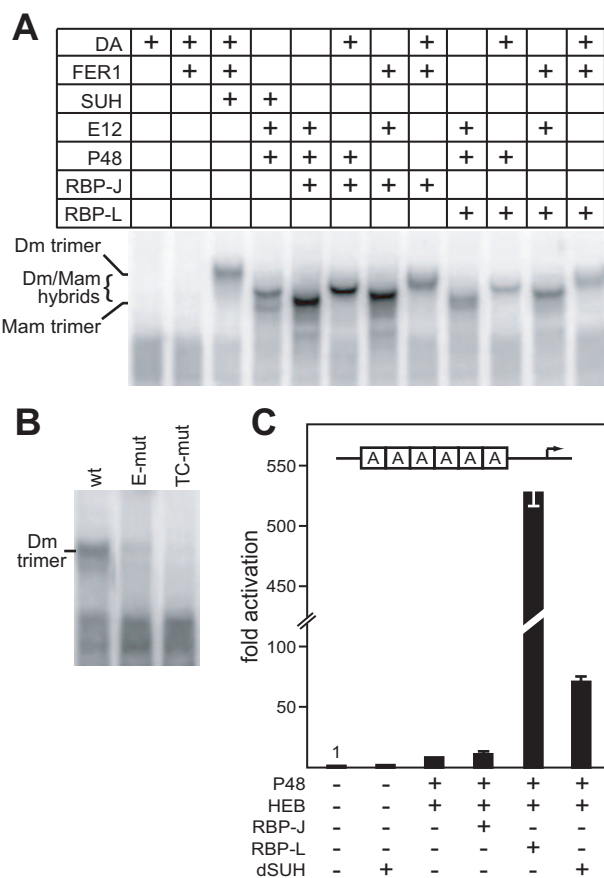 A
DA + + + + + + +
FER1 + + + + + +
SUH + +
E12 + + + + +
P48 + + + + +
RBP-J + + + +
RBP-L + + + +
Dm trimer
Dm/Mam
hybrids
Mam trimer
B
wt
E-mut
TC-mut
Dm
trimer
C
A A A A A A
fold activation
550
500
450
100
50
1
P48 - - + + + +
HEB - - + + + +
RBP-J - - - + - -
RBP-L - - - - + -
dSUH - + - - - +